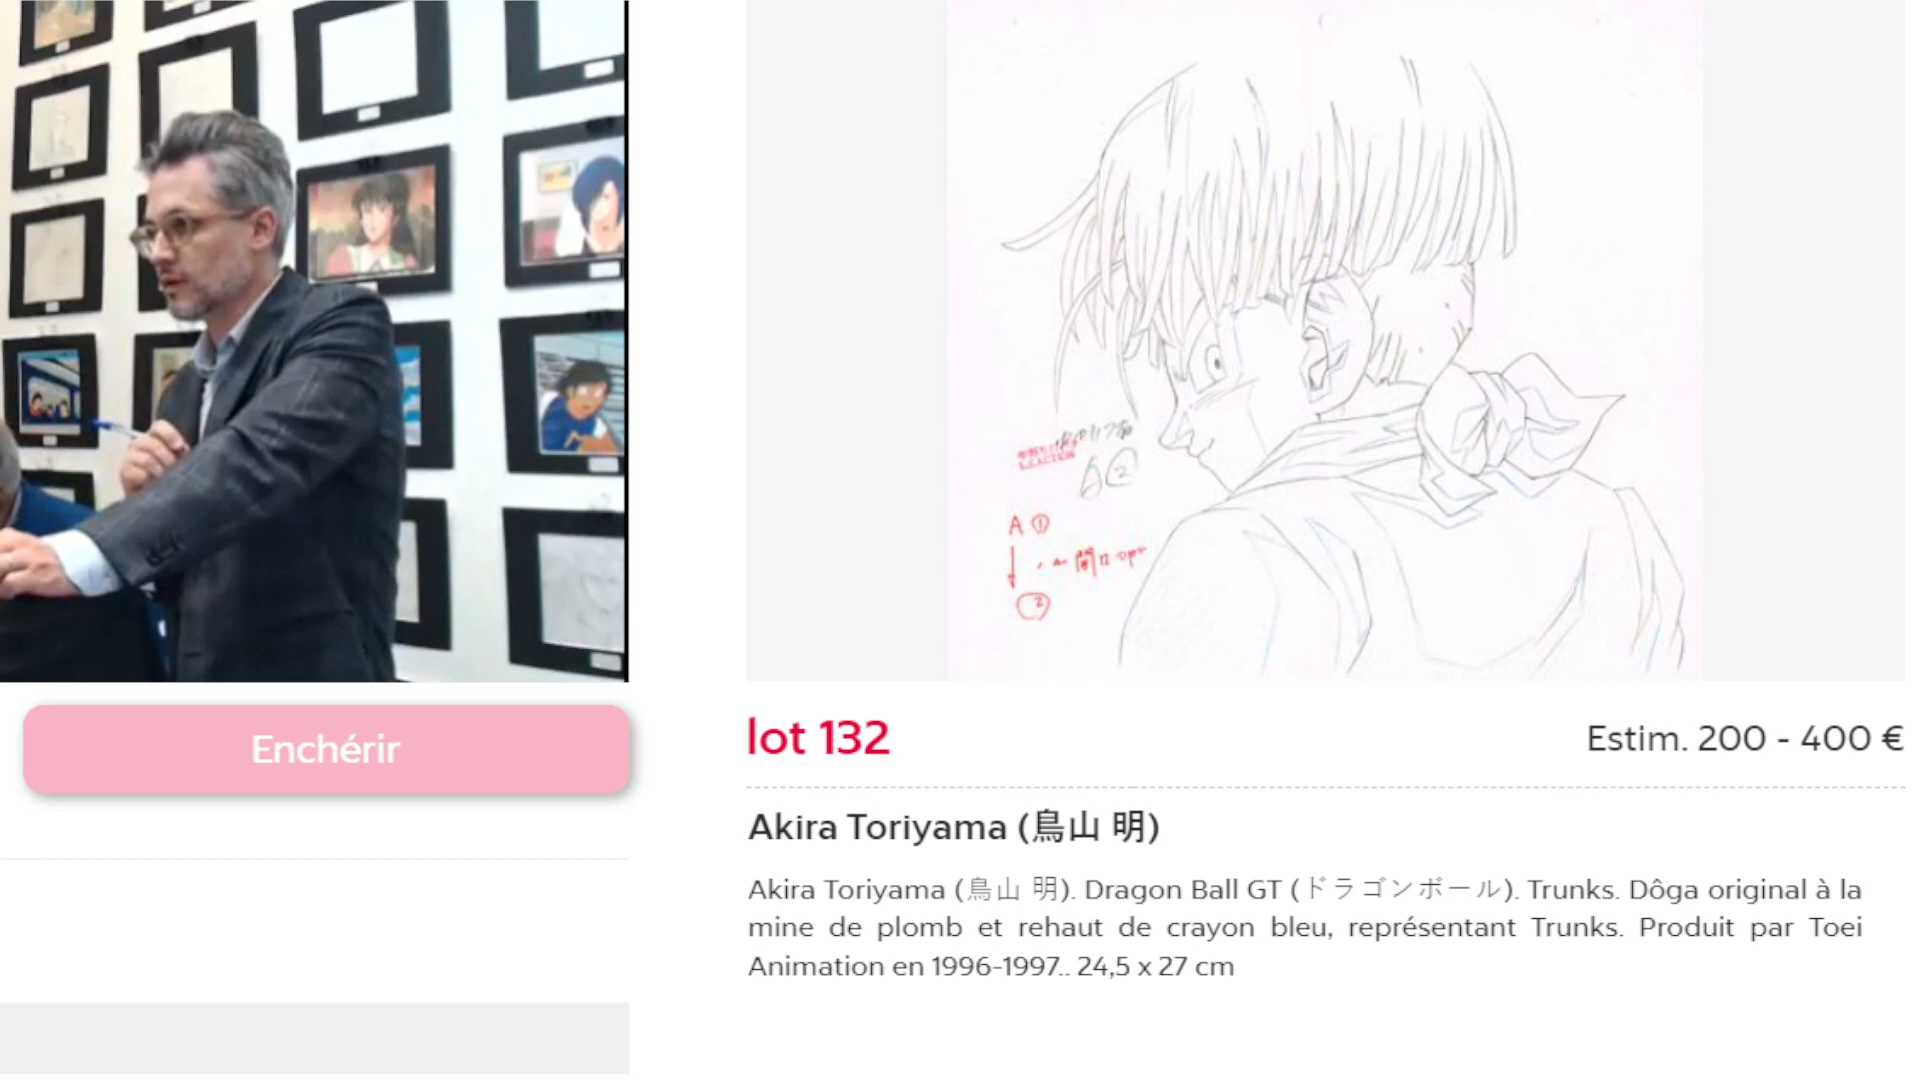 A ①
②
Enchérir
lot 132
Estim. 200 - 400 €
Akira Toriyama (鳥山 明)
Akira Toriyama (鳥山 明). Dragon Ball GT (ドラゴンボール). Trunks. Dôga original à la
mine de plomb et rehaut de crayon bleu, représentant Trunks. Produit par Toei
Animation en 1996-1997.. 24,5 x 27 cm